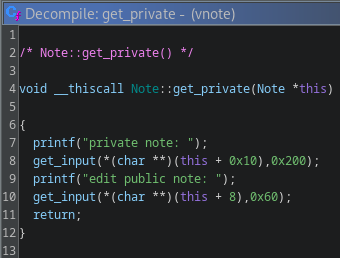 Decompile: get_private - (vnote)
1
2 /* Note::get_private() */
3
4 void __thiscall Note::get_private(Note *this)
5
6 {
7   printf("private note: ");
8   get_input(*(char **)(this + 0x10),0x200);
9   printf("edit public note: ");
10   get_input(*(char **)(this + 8),0x60);
11   return;
12 }
13